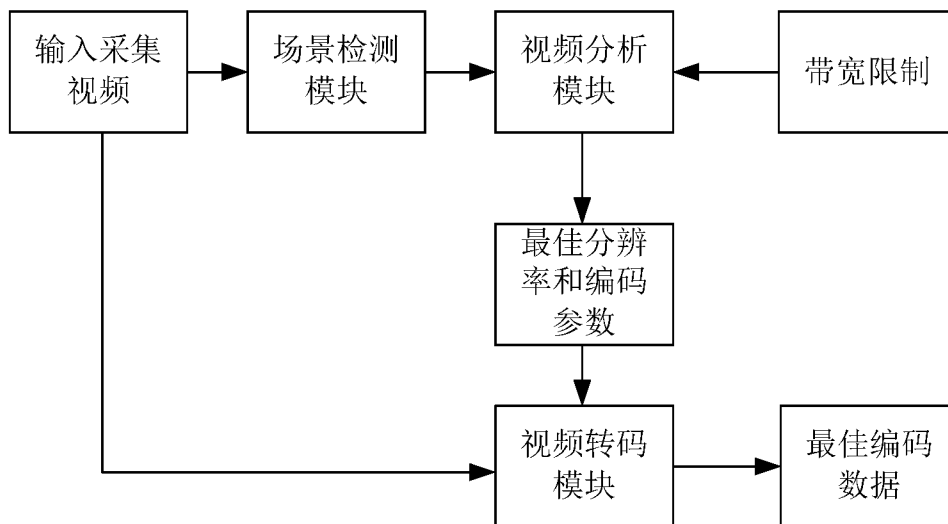 输入采集
视频
场景检测
模块
视频分析
模块
带宽限制
最佳分辨
率和编码
参数
视频转码
模块
最佳编码
数据